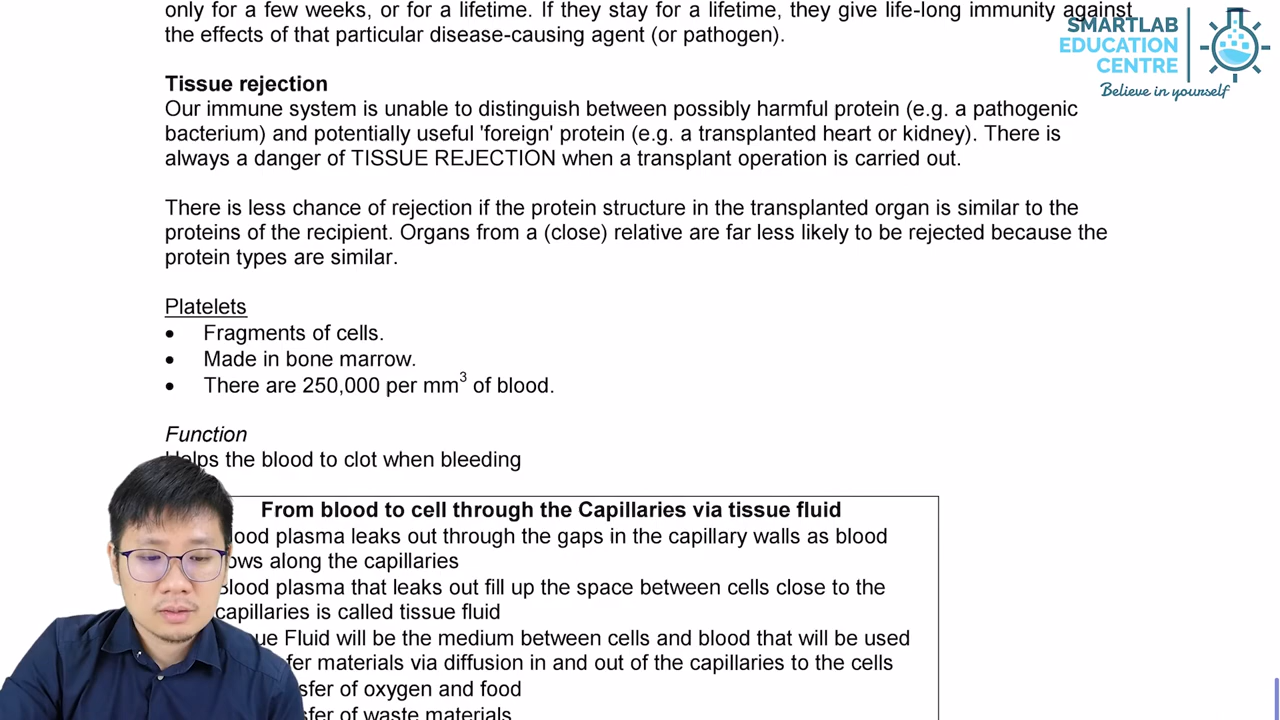 only for a few weeks, or for a lifetime. If they stay for a lifetime, they give life-long immunity against
the effects of that particular disease-causing agent (or pathogen).
SMARTLAB
EDUCATION
CENTRE
Believe in yourself
Tissue rejection
Our immune system is unable to distinguish between possibly harmful protein (e.g. a pathogenic
bacterium) and potentially useful 'foreign' protein (e.g. a transplanted heart or kidney). There is
always a danger of TISSUE REJECTION when a transplant operation is carried out.
There is less chance of rejection if the protein structure in the transplanted organ is similar to the
proteins of the recipient. Organs from a (close) relative are far less likely to be rejected because the
protein types are similar.
Platelets
• Fragments of cells.
• Made in bone marrow.
• There are 250,000 per mm³ of blood.
Function
Helps the blood to clot when bleeding
From blood to cell through the Capillaries via tissue fluid
plasma leaks out through the gaps in the capillary walls as blood
along the capillaries
Blood plasma that leaks out fill up the space between cells close to the
capillaries is called tissue fluid
Fluid will be the medium between cells and blood that will be used
materials via diffusion in and out of the capillaries to the cells
of oxygen and food
of waste materials